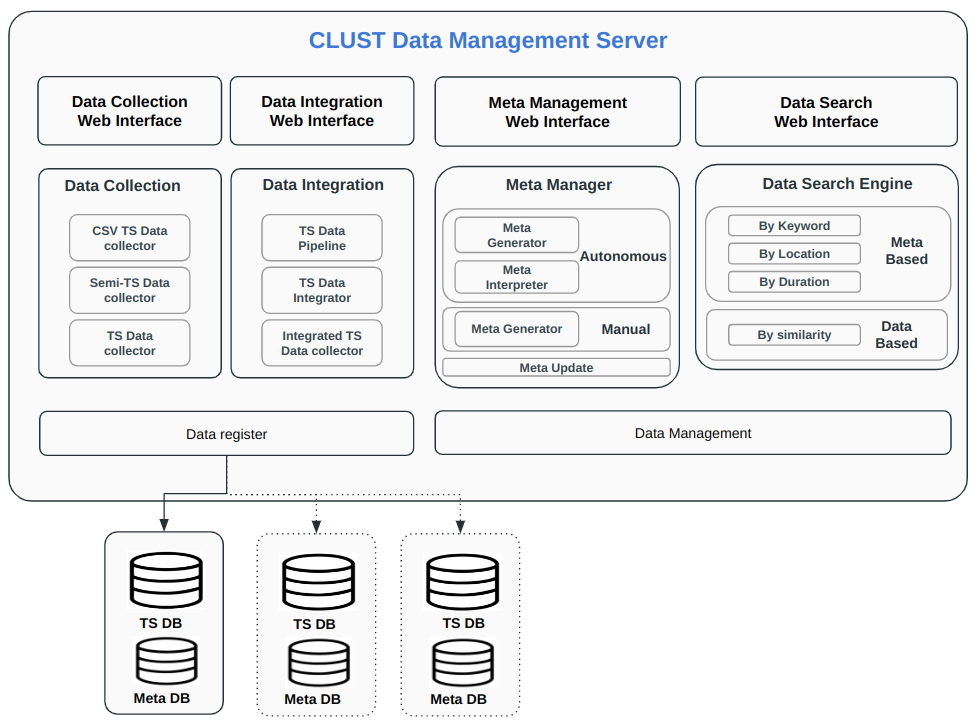 CLUST Data Management Server
Data Collection
Web Interface
Data Integration
Web Interface
Meta Management
Web Interface
Data Search
Web Interface
Data Collection
CSV TS Data
collector
Semi-TS Data
collector
TS Data
collector
Data Integration
TS Data
Pipeline
TS Data
Integrator
Integrated TS
Data collector
Meta Manager
Meta
Generator
Meta
Interpreter
Autonomous
Meta Generator
Manual
Meta Update
Data Search Engine
By Keyword
By Location
By Duration
Meta
Based
By similarity
Data
Based
Data register
Data Management
TS DB
Meta DB
TS DB
Meta DB
TS DB
Meta DB